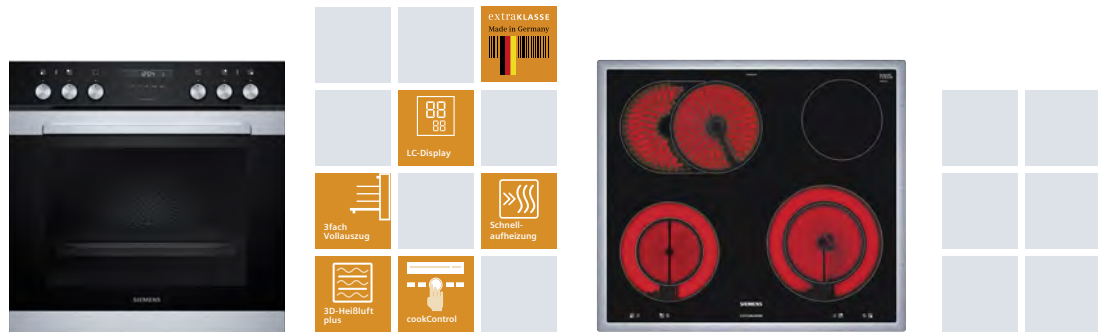 extraKLASSE
Made in Germany
88
88
LC-Display
3fach
Vollauszug
Schnell-
aufheizung
3D-Heißluft
plus
cookControl
SIEMENS
SIEMENS